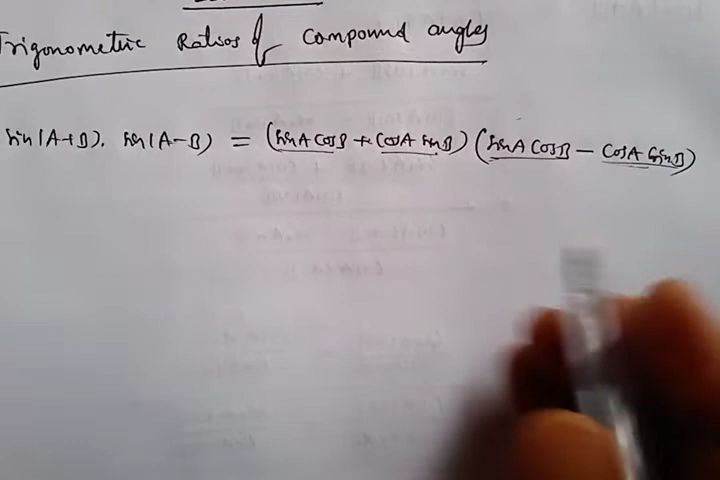 Trigonometric Ratios of Compound angles
Sin(A+B). Sin(A-B) = (SinA CosB + CosA SinB) (SinA CosB - CosA SinB)